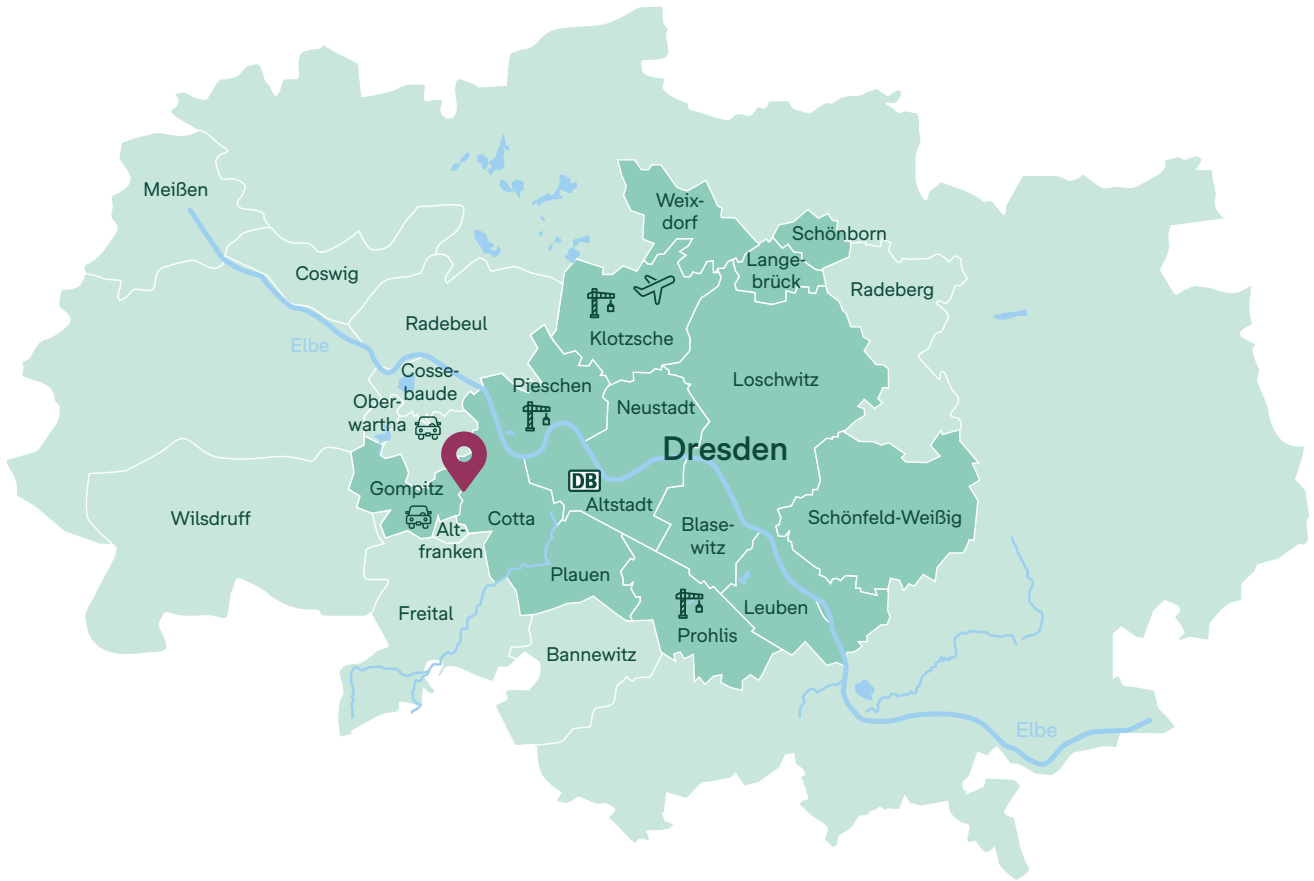 Weix-
dorf
Meißen
Schönborn
Lange-
brück
Coswig
Radeberg
Radebeul
Klotzsche
Elbe
Cosse-
baude
Pieschen
Loschwitz
Ober-
wartha
Neustadt
Dresden
DB
Gompitz
Altstadt
Wilsdruff
Cotta
Schönfeld-Weißig
Alt-
franken
Blase-
witz
Plauen
Freital
Leuben
Prohlis
Bannewitz
Elbe